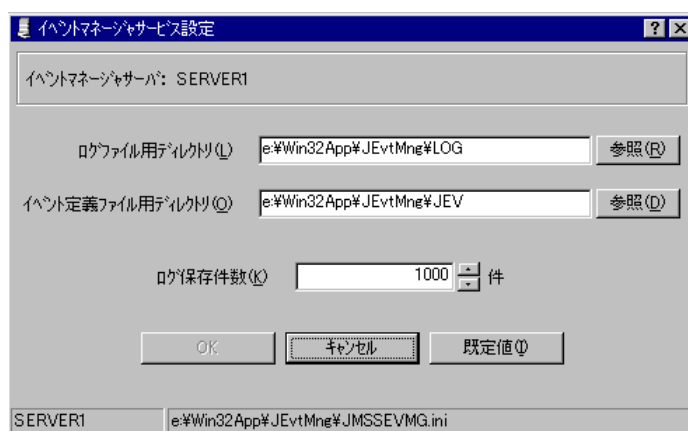 イベントマネージャサービス設定
イベントマネージャサーバ: SERVER1
ログファイル用ディレクトリ(L) e:¥Win32App¥JEvtMng¥LOG 参照(R)
イベント定義ファイル用ディレクトリ(O) e:¥Win32App¥JEvtMng¥JEV 参照(D)
ログ保存件数(K) 1000 件
OK キャンセル 既定値(I)
SERVER1 e:¥Win32App¥JEvtMng¥JMSSEVMG.ini